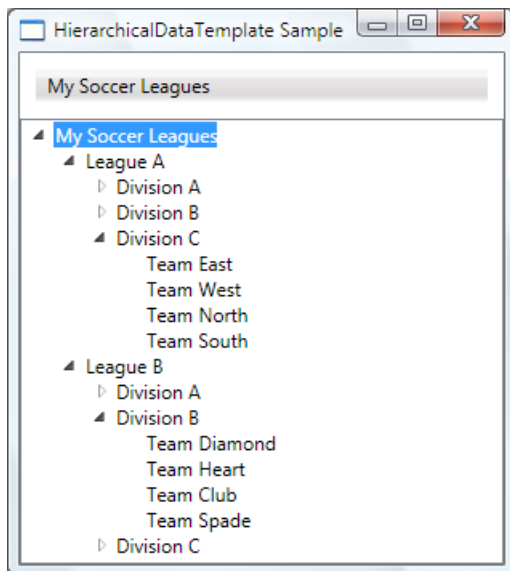 HierarchicalDataTemplate Sample
My Soccer Leagues
My Soccer Leagues
League A
Division A
Division B
Division C
Team East
Team West
Team North
Team South
League B
Division A
Division B
Team Diamond
Team Heart
Team Club
Team Spade
Division C